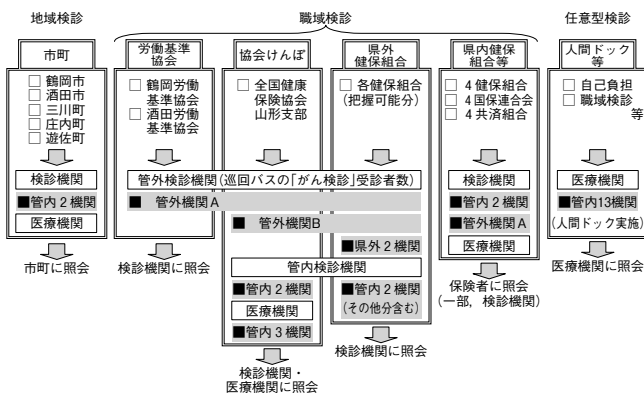 地域検診
職域検診
任意型検診
市町
□ 鶴岡市
□ 酒田市
□ 三川町
□ 庄内町
□ 遊佐町
検診機関
■管内2機関
医療機関
市町に照会
労働基準
協会
□ 鶴岡労働
基準協会
□ 酒田労働
基準協会
協会けんぽ
□ 全国健康
保険協会
山形支部
県外
健保組合
□ 各健保組合
(把握可能分)
管外検診機関(巡回バスの「がん検診」受診者数)
■ 管外機関A
■ 管外機関B
■県外2機関
管内検診機関
■管内2機関
医療機関
■管内3機関
■管内2機関
(その他分含む)
検診機関に照会
検診機関・
医療機関に照会
検診機関に照会
県内健保
組合等
□ 4健保組合
□ 4国保連合会
□ 4共済組合
検診機関
■管内2機関
■管外機関A
医療機関
保険者に照会
(一部,検診機関)
人間ドック
等
□ 自己負担
□ 職域検診
等
医療機関
■管内13機関
(人間ドック実施)
医療機関に照会